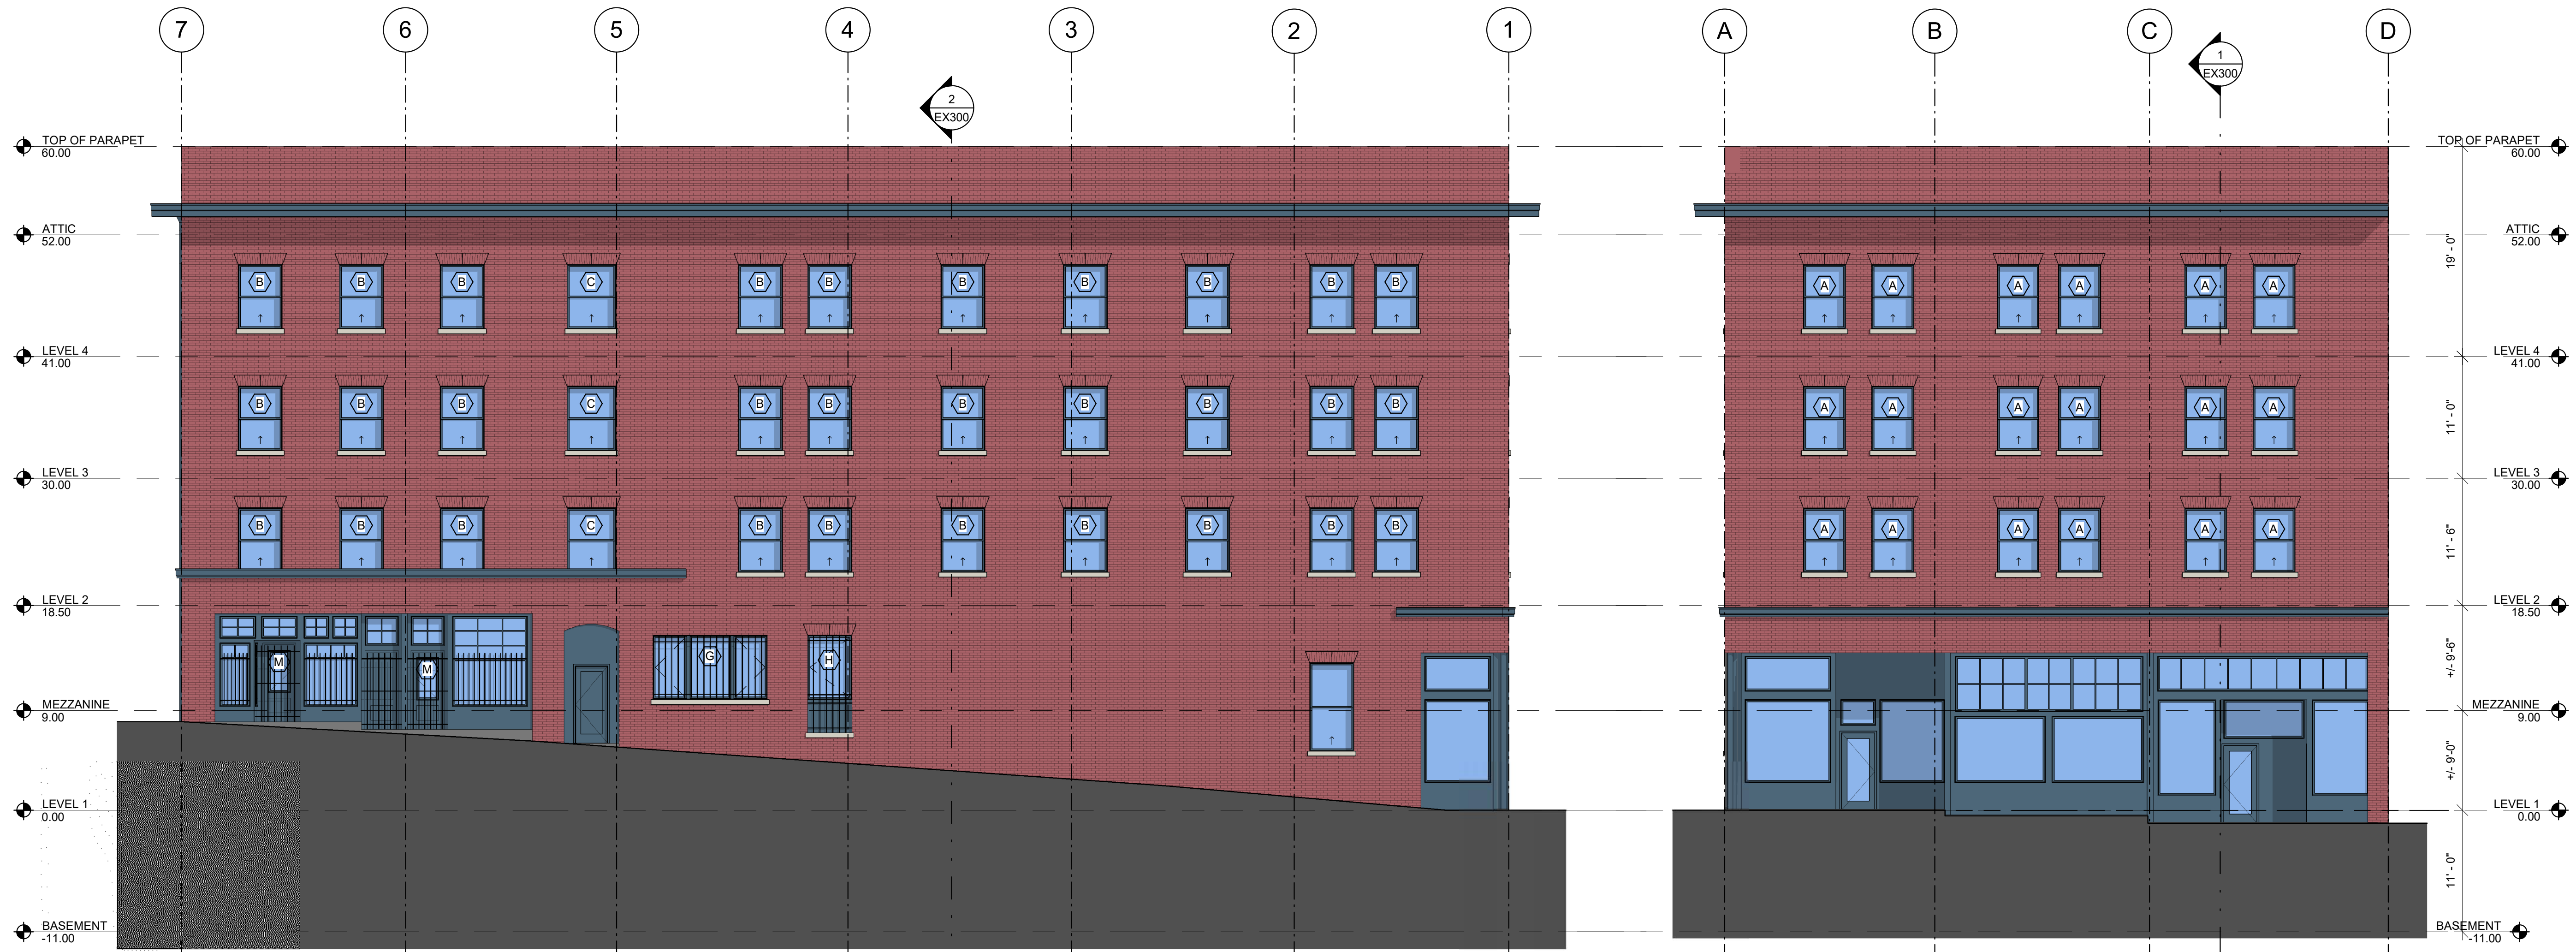 7 6 5 4 3 2 1 A B C D
2
EX300
1
EX300
TOP OF PARAPET
60.00
TOP OF PARAPET
60.00
ATTIC
52.00
ATTIC
52.00
19' - 0"
B B B C B B B B B B B A A A A A A
LEVEL 4
41.00
LEVEL 4
41.00
B B B C B B B B B B B A A A A A A
11' - 0"
LEVEL 3
30.00
LEVEL 3
30.00
B B B C B B B B B B B A A A A A A
11' - 6"
LEVEL 2
18.50
LEVEL 2
18.50
M M G H
+/- 9'-6"
MEZZANINE
9.00
MEZZANINE
9.00
+/- 9'-0"
LEVEL 1
0.00
LEVEL 1
0.00
11' - 0"
BASEMENT
-11.00
BASEMENT
-11.00